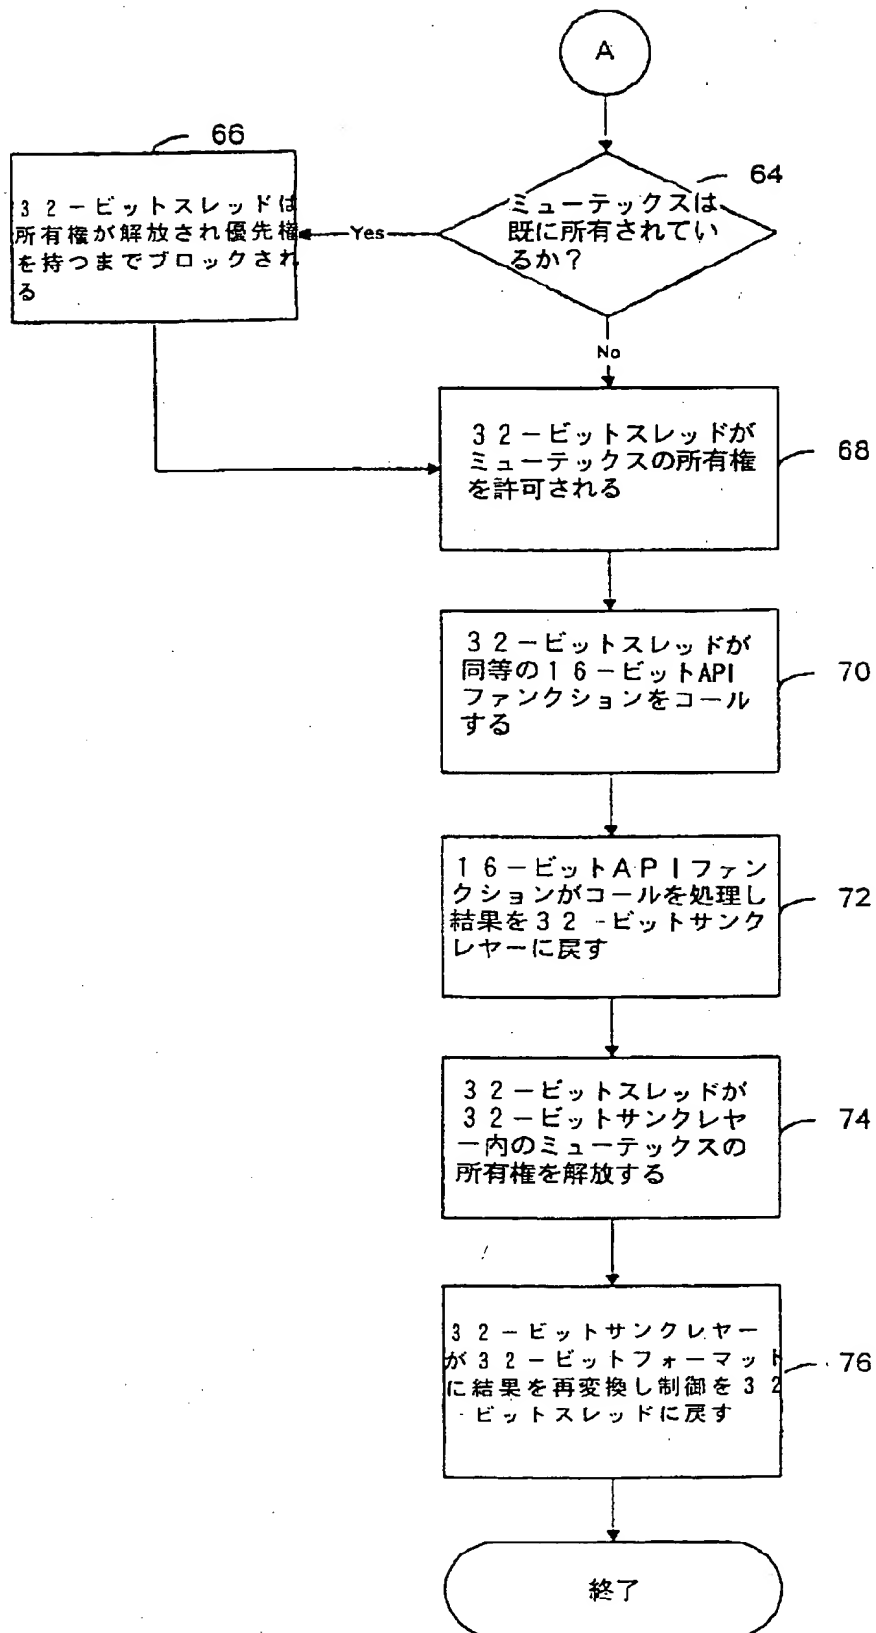 A
66
32-ビットスレッドは
所有権が解放され優先権
を持つまでブロックされ
る
Yes
64
ミューテックスは
既に所有されてい
るか?
No
32-ビットスレッドが
ミューテックスの所有権
を許可される
68
32-ビットスレッドが
同等の16-ビットAPI
ファンクションをコール
する
70
16-ビットAPIファン
クションがコールを処理し
結果を32-ビットサンク
レヤーに戻す
72
32-ビットスレッドが
32-ビットサンクレヤ
ー内のミューテックスの
所有権を解放する
74
32-ビットサンクレヤー
が32-ビットフォーマット
に結果を再変換し制御を32
-ビットスレッドに戻す
76
終了